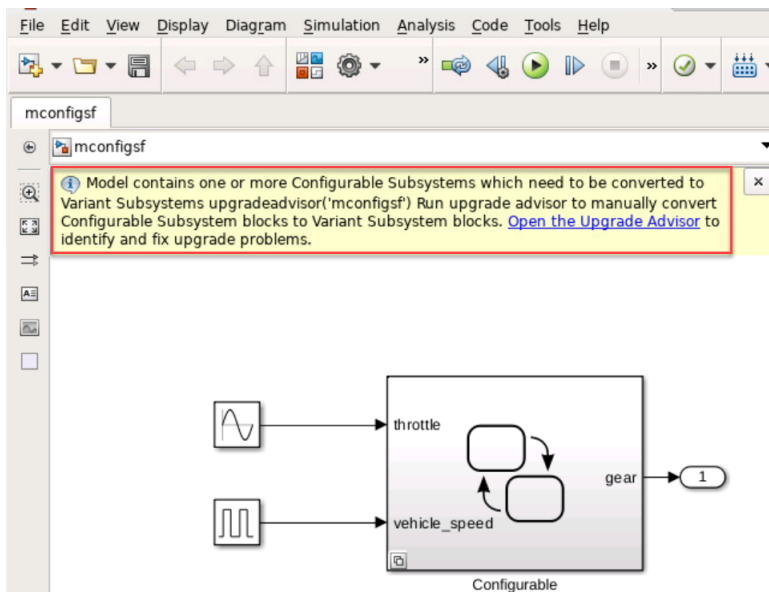 File Edit View Display Diagram Simulation Analysis Code Tools Help
» »
mconfigsf
mconfigsf
Model contains one or more Configurable Subsystems which need to be converted to
Variant Subsystems upgradeadvisor('mconfigsf') Run upgrade advisor to manually convert
Configurable Subsystem blocks to Variant Subsystem blocks. Open the Upgrade Advisor to
identify and fix upgrade problems.
throttle
gear
1
vehicle_speed
Configurable